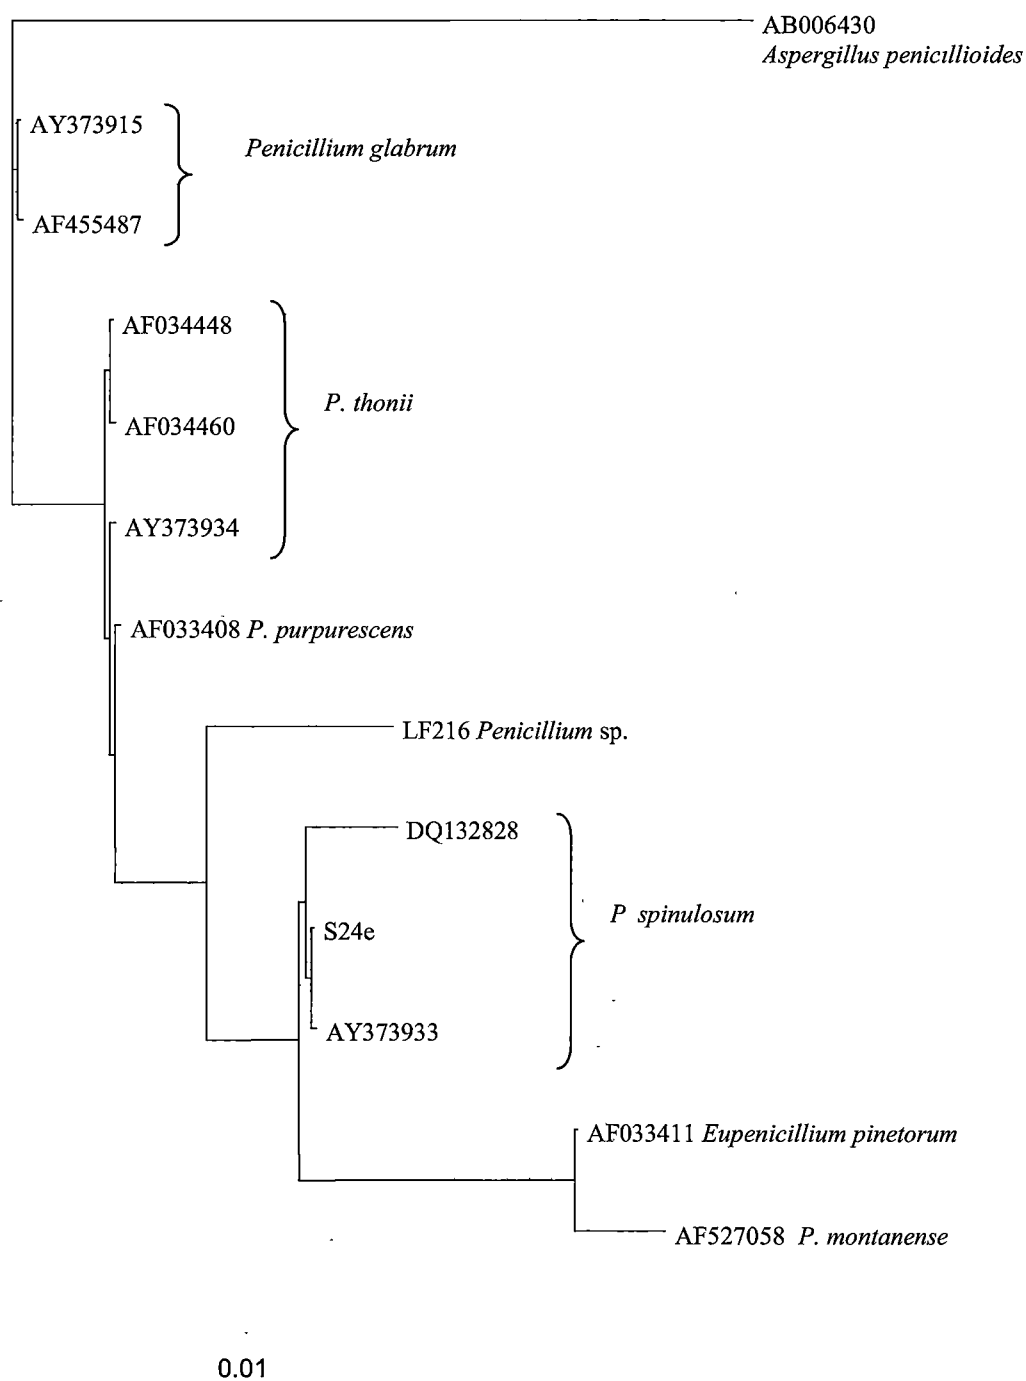 AB006430
Aspergillus penicillioides
AY373915
Penicillium glabrum
AF455487
AF034448
P. thonii
AF034460
AY373934
AF033408 P. purpurescens
LF216 Penicillium sp.
DQ132828
P spinulosum
S24e
AY373933
AF033411 Eupenicillium pinetorum
AF527058 P. montanense
0.01